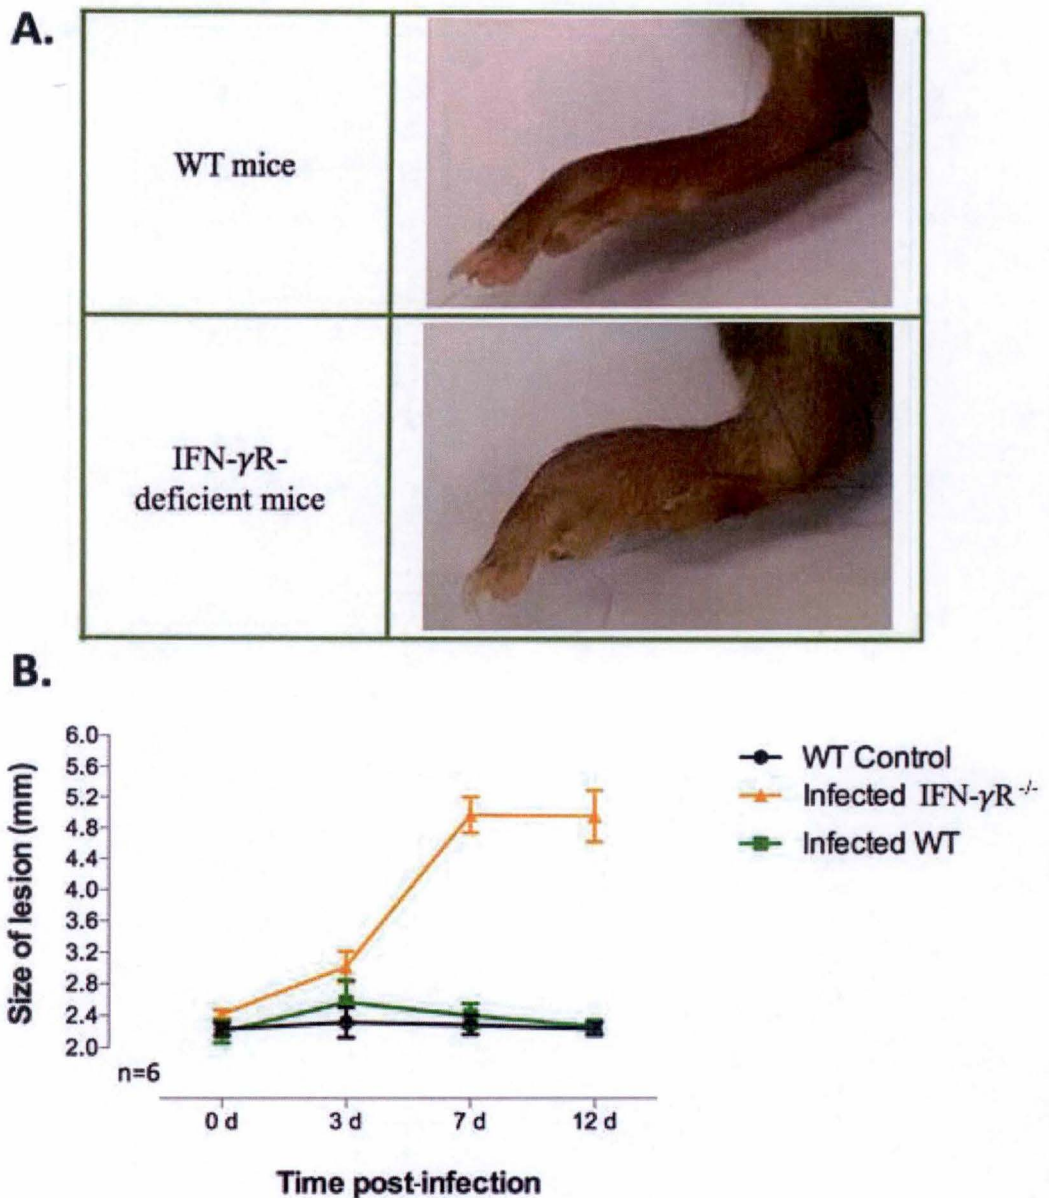 A.
WT mice
IFN-γR-
deficient mice
B.
6.0
5.6
5.2
4.8
4.4
4.0
3.6
3.2
2.8
2.4
2.0
Size of lesion (mm)
n=6
0 d 3 d 7 d 12 d
Time post-infection
WT Control
Infected IFN-γR-/-
Infected WT